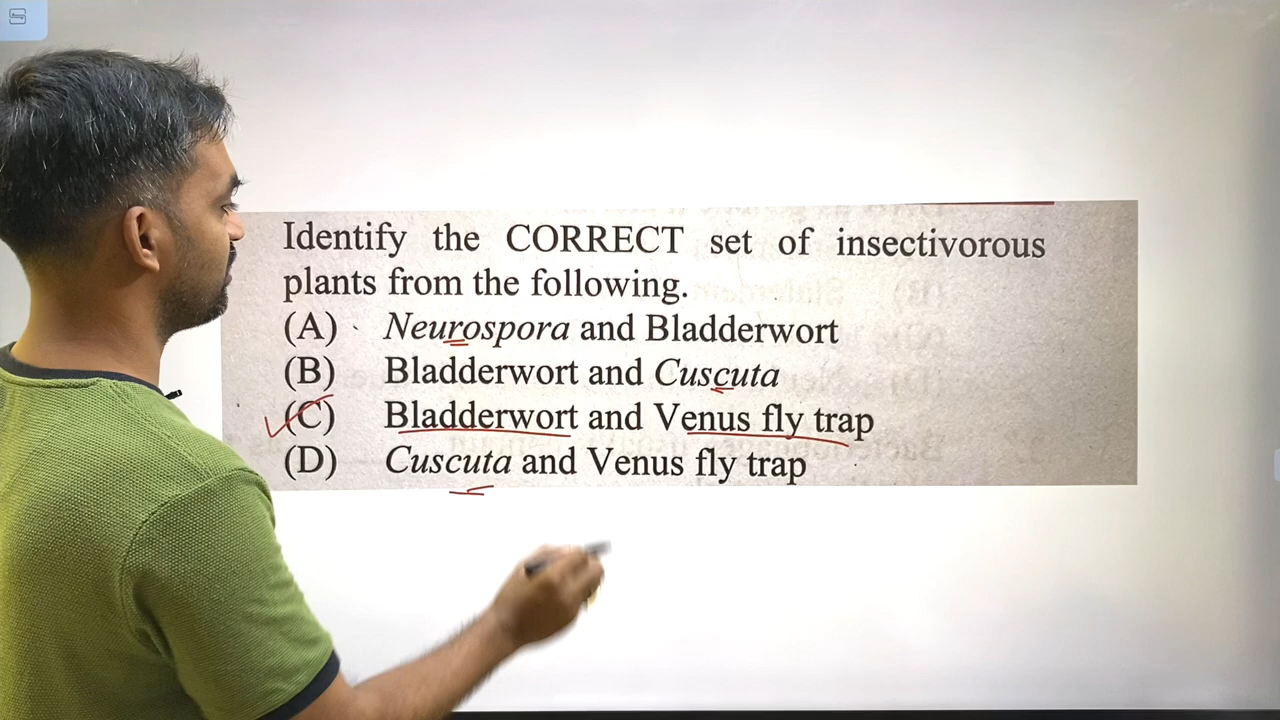 Identify the CORRECT set of insectivorous
plants from the following.
(A) Neurospora and Bladderwort
(B) Bladderwort and Cuscuta
(C) Bladderwort and Venus fly trap
(D) Cuscuta and Venus fly trap